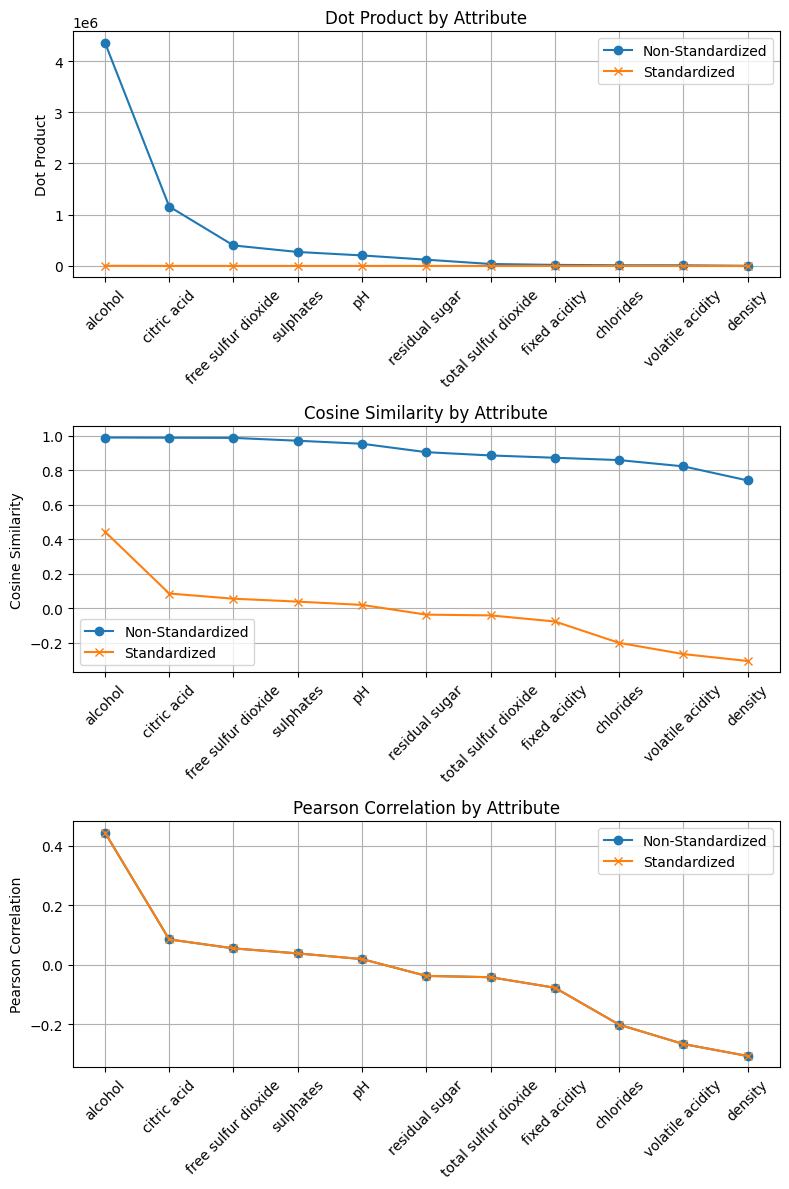 Dot Product by Attribute
1e6
Non-Standardized
Standardized
4
3
2
1
0
Dot Product
alcohol
citric acid
free sulfur dioxide
sulphates
pH
residual sugar
total sulfur dioxide
fixed acidity
chlorides
volatile acidity
density
Cosine Similarity by Attribute
1.0
0.8
0.6
0.4
0.2
0.0
−0.2
Cosine Similarity
Non-Standardized
Standardized
alcohol
citric acid
free sulfur dioxide
sulphates
pH
residual sugar
total sulfur dioxide
fixed acidity
chlorides
volatile acidity
density
Pearson Correlation by Attribute
Non-Standardized
Standardized
0.4
0.2
0.0
−0.2
Pearson Correlation
alcohol
citric acid
free sulfur dioxide
sulphates
pH
residual sugar
total sulfur dioxide
fixed acidity
chlorides
volatile acidity
density